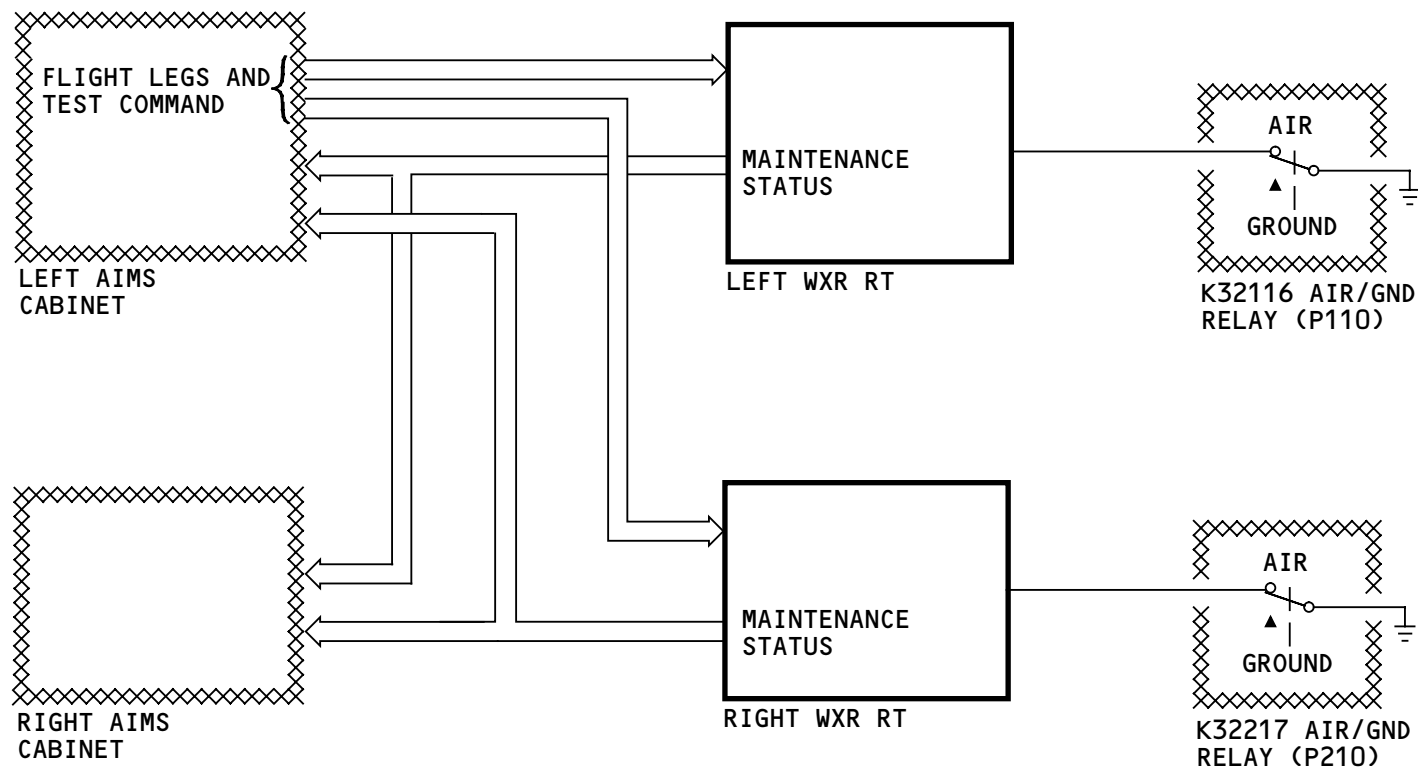 FLIGHT LEGS AND
TEST COMMAND
LEFT AIMS
CABINET
MAINTENANCE
STATUS
LEFT WXR RT
AIR
GROUND
K32116 AIR/GND
RELAY (P110)
RIGHT AIMS
CABINET
MAINTENANCE
STATUS
RIGHT WXR RT
AIR
GROUND
K32217 AIR/GND
RELAY (P210)